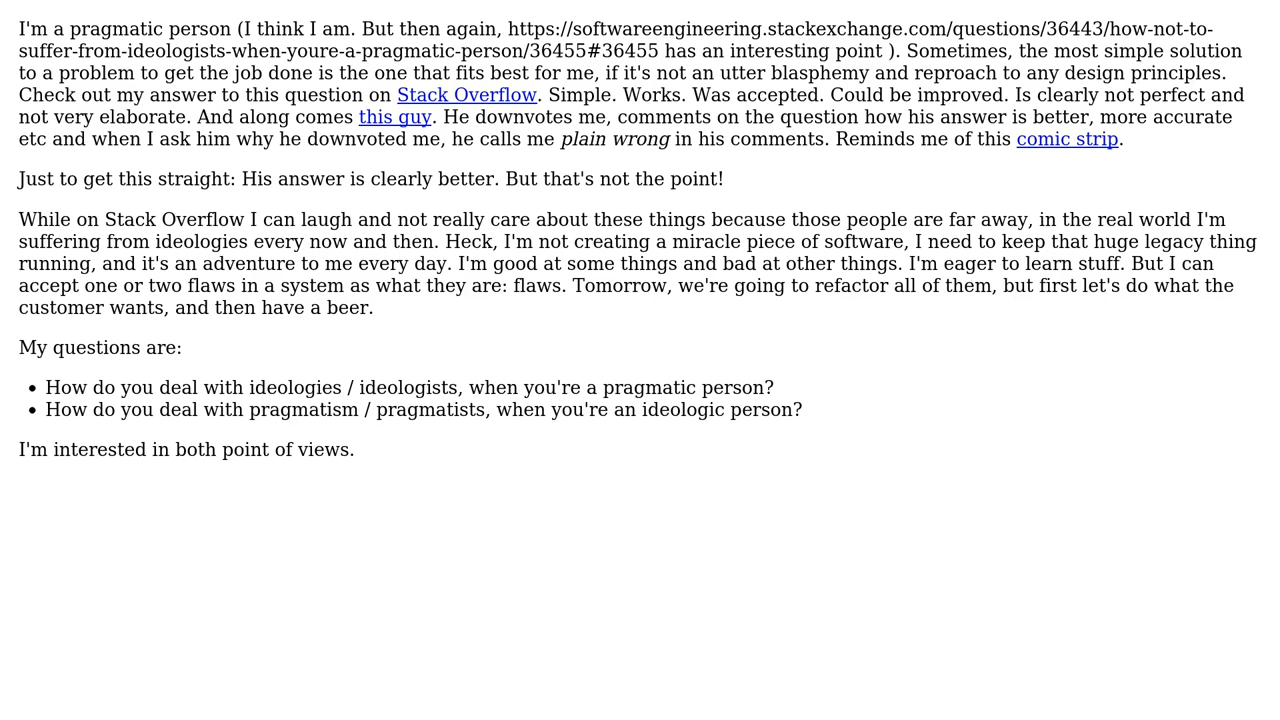 I'm a pragmatic person (I think I am. But then again, https://softwareengineering.stackexchange.com/questions/36443/how-not-to-
suffer-from-ideologists-when-youre-a-pragmatic-person/36455#36455 has an interesting point ). Sometimes, the most simple solution
to a problem to get the job done is the one that fits best for me, if it's not an utter blasphemy and reproach to any design principles.
Check out my answer to this question on Stack Overflow. Simple. Works. Was accepted. Could be improved. Is clearly not perfect and
not very elaborate. And along comes this guy. He downvotes me, comments on the question how his answer is better, more accurate
etc and when I ask him why he downvoted me, he calls me plain wrong in his comments. Reminds me of this comic strip.
Just to get this straight: His answer is clearly better. But that's not the point!
While on Stack Overflow I can laugh and not really care about these things because those people are far away, in the real world I'm
suffering from ideologies every now and then. Heck, I'm not creating a miracle piece of software, I need to keep that huge legacy thing
running, and it's an adventure to me every day. I'm good at some things and bad at other things. I'm eager to learn stuff. But I can
accept one or two flaws in a system as what they are: flaws. Tomorrow, we're going to refactor all of them, but first let's do what the
customer wants, and then have a beer.
My questions are:
• How do you deal with ideologies / ideologists, when you're a pragmatic person?
• How do you deal with pragmatism / pragmatists, when you're an ideologic person?
I'm interested in both point of views.